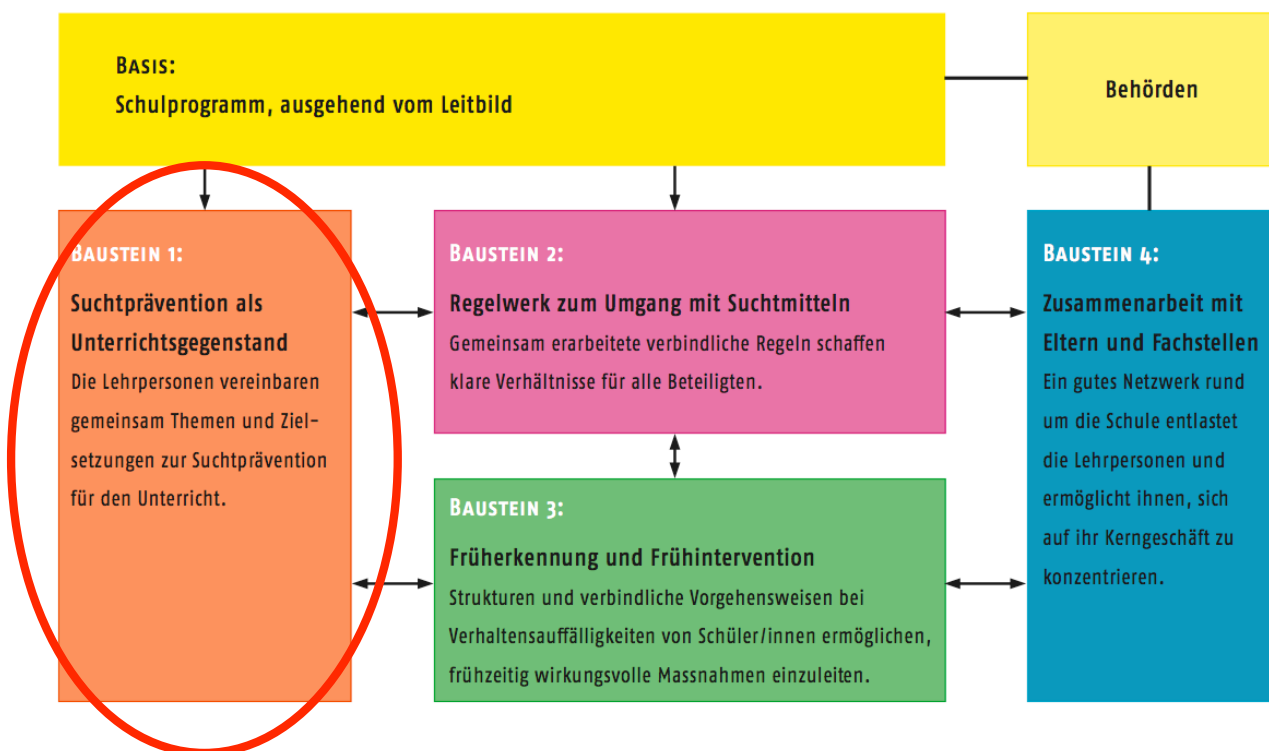 BASIS:
Schulprogramm, ausgehend vom Leitbild
Behörden
BAUSTEIN 1:
Suchtprävention als
Unterrichtsgegenstand
Die Lehrpersonen vereinbaren
gemeinsam Themen und Ziel-
setzungen zur Suchtprävention
für den Unterricht.
BAUSTEIN 2:
Regelwerk zum Umgang mit Suchtmitteln
Gemeinsam erarbeitete verbindliche Regeln schaffen
klare Verhältnisse für alle Beteiligten.
BAUSTEIN 3:
Früherkennung und Frühintervention
Strukturen und verbindliche Vorgehensweisen bei
Verhaltensauffälligkeiten von Schüler/innen ermöglichen,
frühzeitig wirkungsvolle Massnahmen einzuleiten.
BAUSTEIN 4:
Zusammenarbeit mit
Eltern und Fachstellen
Ein gutes Netzwerk rund
um die Schule entlastet
die Lehrpersonen und
ermöglicht ihnen, sich
auf ihr Kerngeschäft zu
konzentrieren.